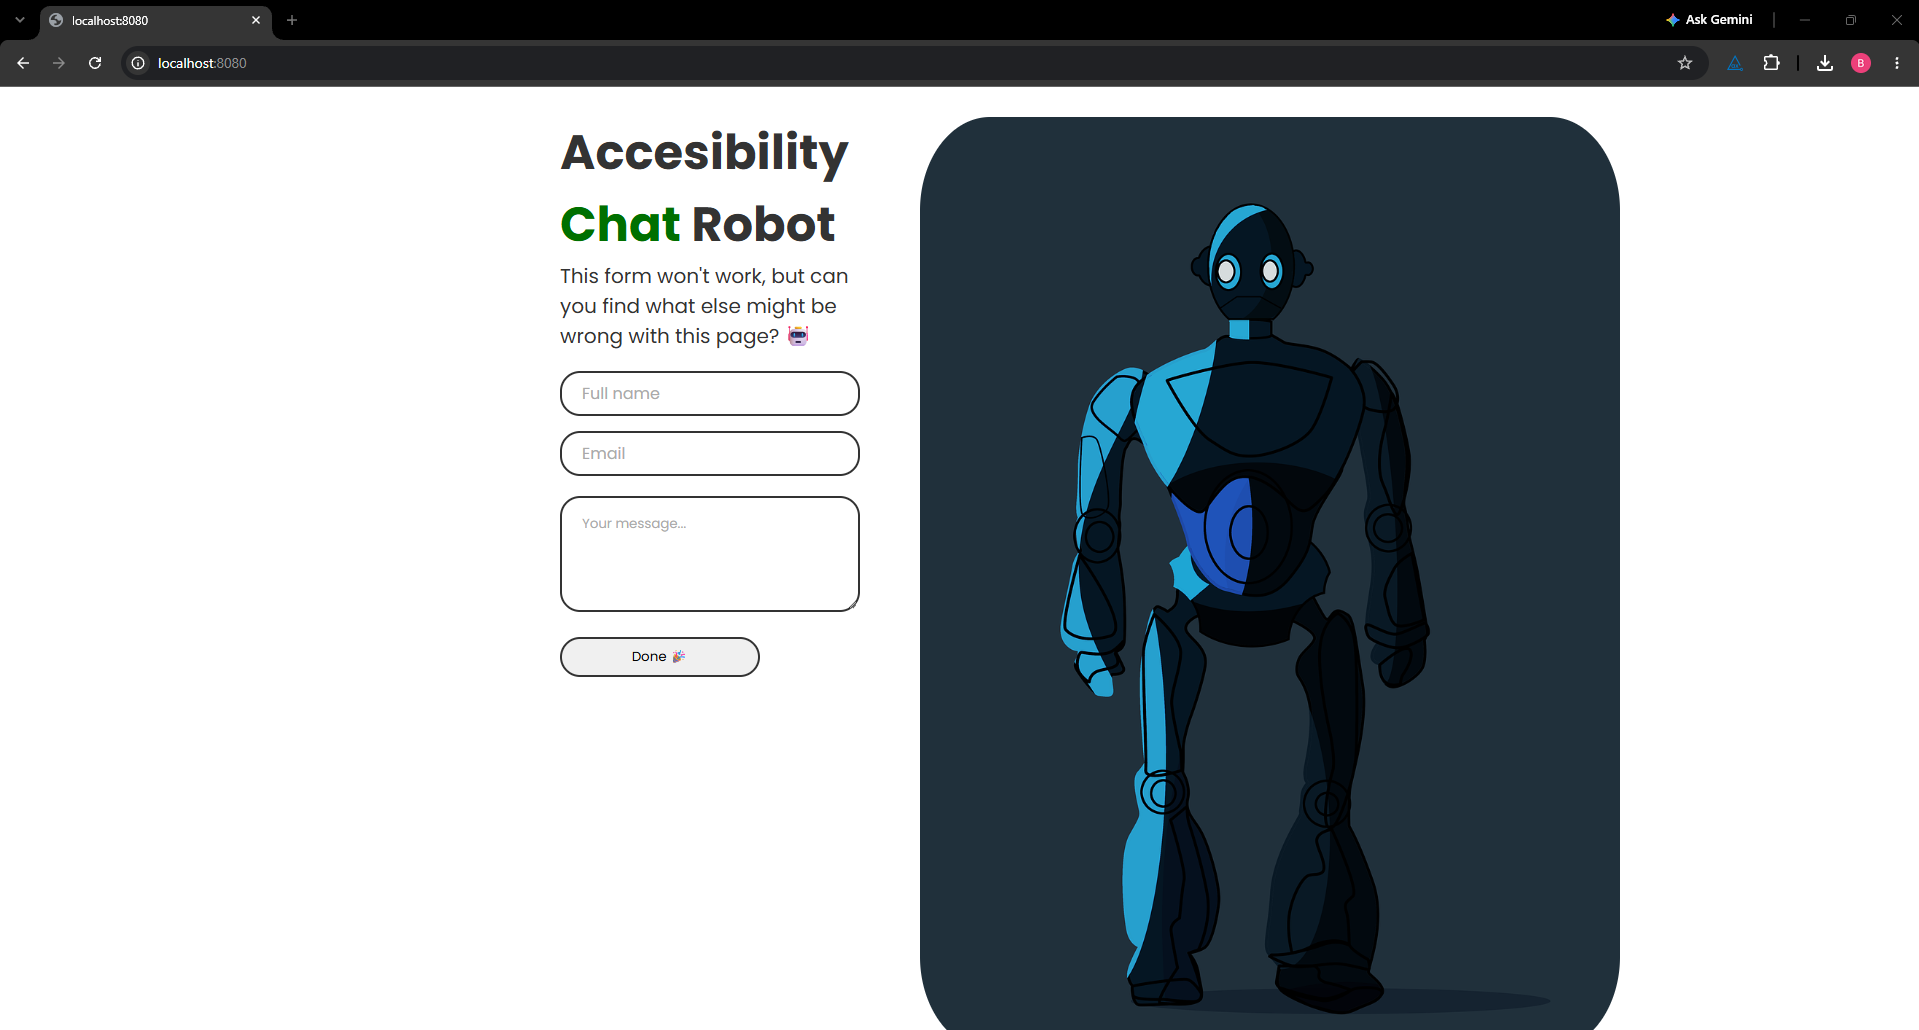 localhost:8080
Ask Gemini
localhost:8080
B
Accesibility
Chat Robot
This form won't work, but can
you find what else might be
wrong with this page? 🤖
Full name
Email
Your message...
Done 🎉